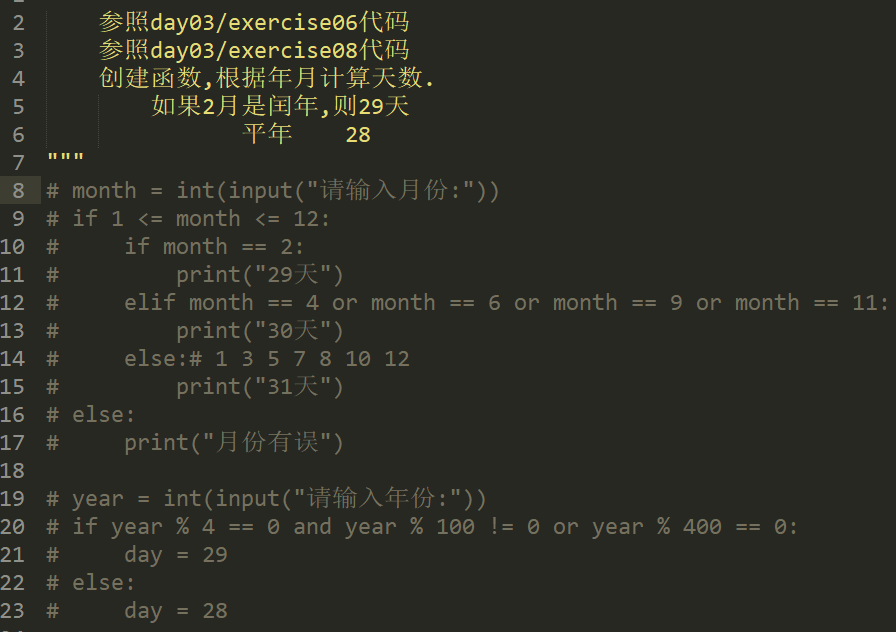 2 参照day03/exercise06代码
3 参照day03/exercise08代码
4 创建函数,根据年月计算天数.
5 如果2月是闰年,则29天
6 平年 28
7 """
8 # month = int(input("请输入月份:"))
9 # if 1 <= month <= 12:
10 #     if month == 2:
11 #         print("29天")
12 #     elif month == 4 or month == 6 or month == 9 or month == 11:
13 #         print("30天")
14 #     else:# 1 3 5 7 8 10 12
15 #         print("31天")
16 # else:
17 #     print("月份有误")
18
19 # year = int(input("请输入年份:"))
20 # if year % 4 == 0 and year % 100 != 0 or year % 400 == 0:
21 #     day = 29
22 # else:
23 #     day = 28